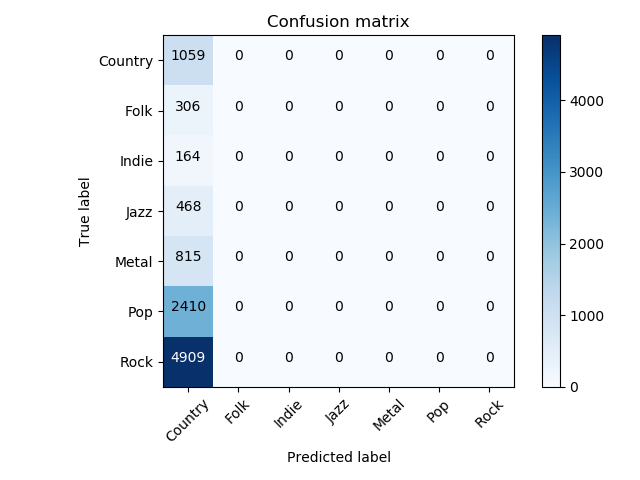 Confusion matrix
True label
Country 1059 0 0 0 0 0 0
Folk 306 0 0 0 0 0 0
Indie 164 0 0 0 0 0 0
Jazz 468 0 0 0 0 0 0
Metal 815 0 0 0 0 0 0
Pop 2410 0 0 0 0 0 0
Rock 4909 0 0 0 0 0 0
Country Folk Indie Jazz Metal Pop Rock
Predicted label
4000
3000
2000
1000
0